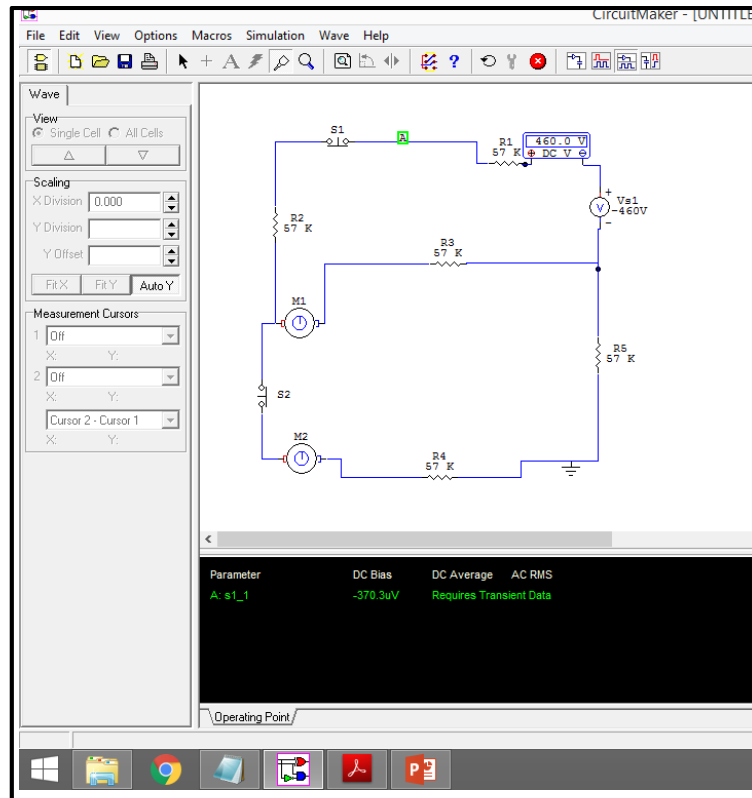 CircuitMaker - [UNTITLE
File Edit View Options Macros Simulation Wave Help
Wave
View
Single Cell All Cells
Scaling
X Division 0.000
Y Division
Y Offset
Fit X Fit Y Auto Y
Measurement Cursors
1 Off
X: Y:
2 Off
X: Y:
Cursor 2 - Cursor 1
X: Y:
S1
A
R1
57 K
460.0 V
DC V
Vs1
-460V
+
-
V
R2
57 K
R3
57 K
M1
R5
57 K
S2
M2
R4
57 K
Parameter DC Bias DC Average AC RMS
A: s1_1 -370.3uV Requires Transient Data
Operating Point